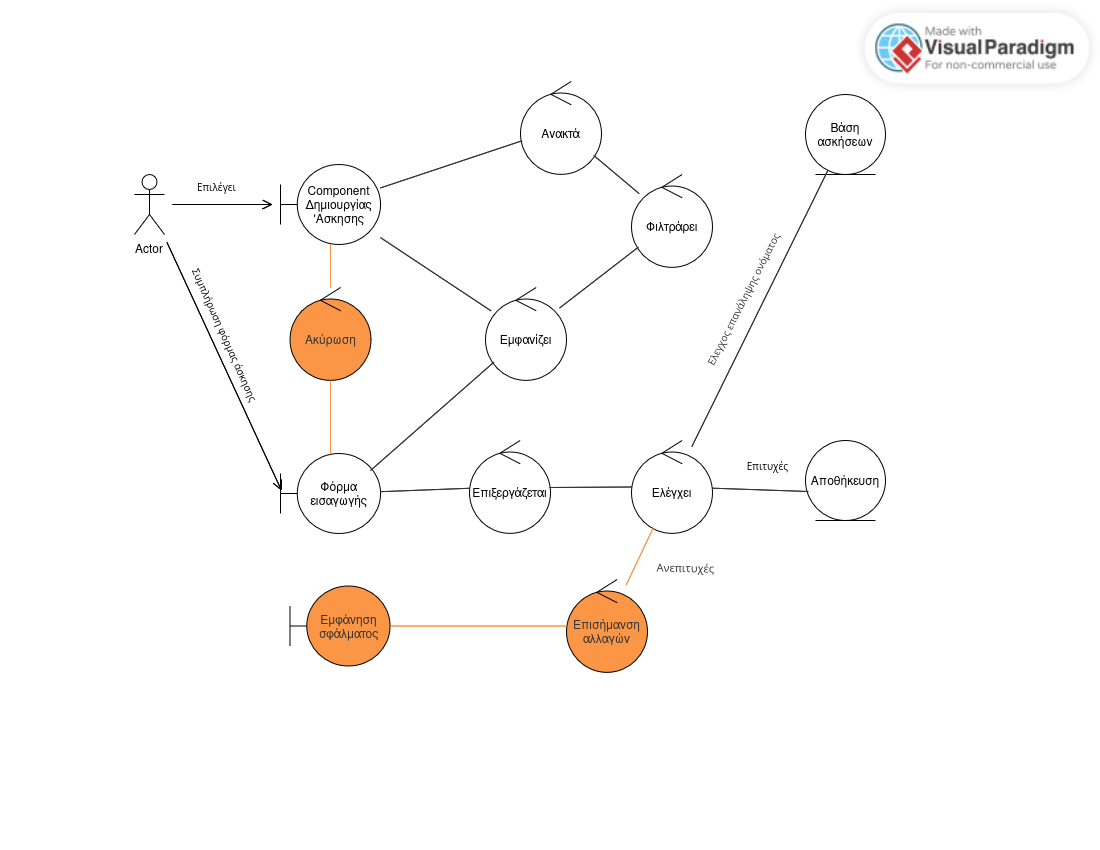 Made with
Visual Paradigm
For non-commercial use
Ανακτά
Βάση
ασκήσεων
Επιλέγει
Component
Δημιουργίας
'Ασκησης
Φιλτράρει
Actor
Συμπλήρωση φόρμας άσκησης
Ελεγχος επανάληψης ονόματος
Ακύρωση
Εμφανίζει
Επιτυχές
Φόρμα
εισαγωγής
Επιξεργάζεται
Ελέγχει
Αποθήκευση
Ανεπιτυχές
Εμφάνηση
σφάλματος
Επισήμανση
αλλαγών